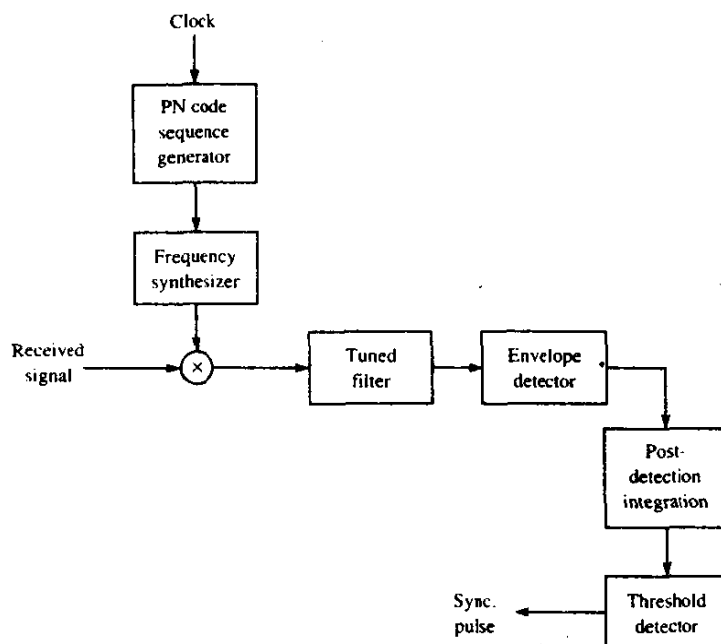 Clock
PN code
sequence
generator
Frequency
synthesizer
Received
signal
×
Tuned
filter
Envelope
detector
Post-
detection
integration
Threshold
detector
Sync.
pulse